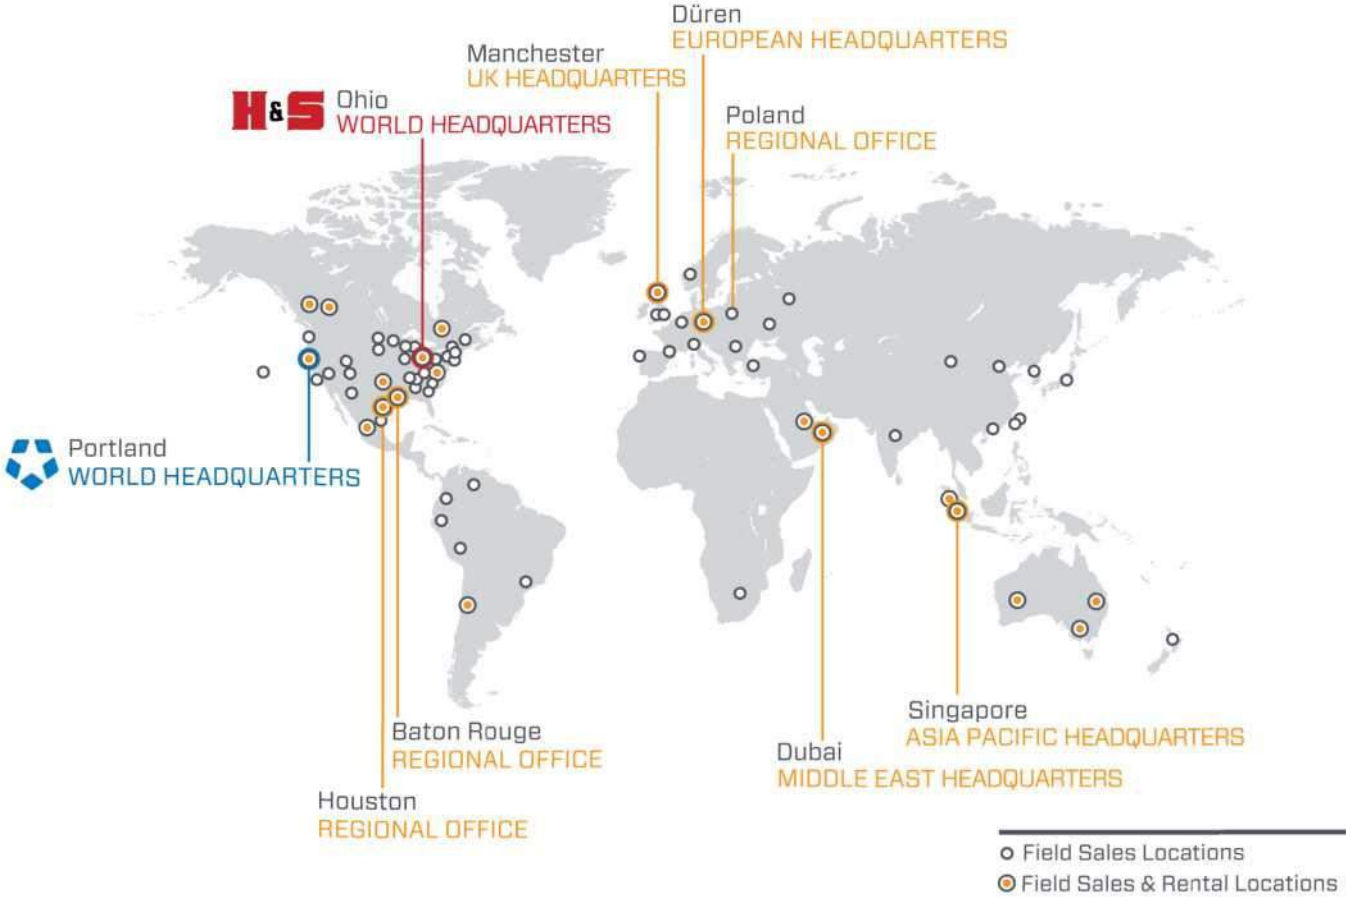 Düren
EUROPEAN HEADQUARTERS
Manchester
UK HEADQUARTERS
H&S
Ohio
WORLD HEADQUARTERS
Poland
REGIONAL OFFICE
Portland
WORLD HEADQUARTERS
Baton Rouge
REGIONAL OFFICE
Singapore
ASIA PACIFIC HEADQUARTERS
Dubai
MIDDLE EAST HEADQUARTERS
Houston
REGIONAL OFFICE
Field Sales Locations
Field Sales & Rental Locations